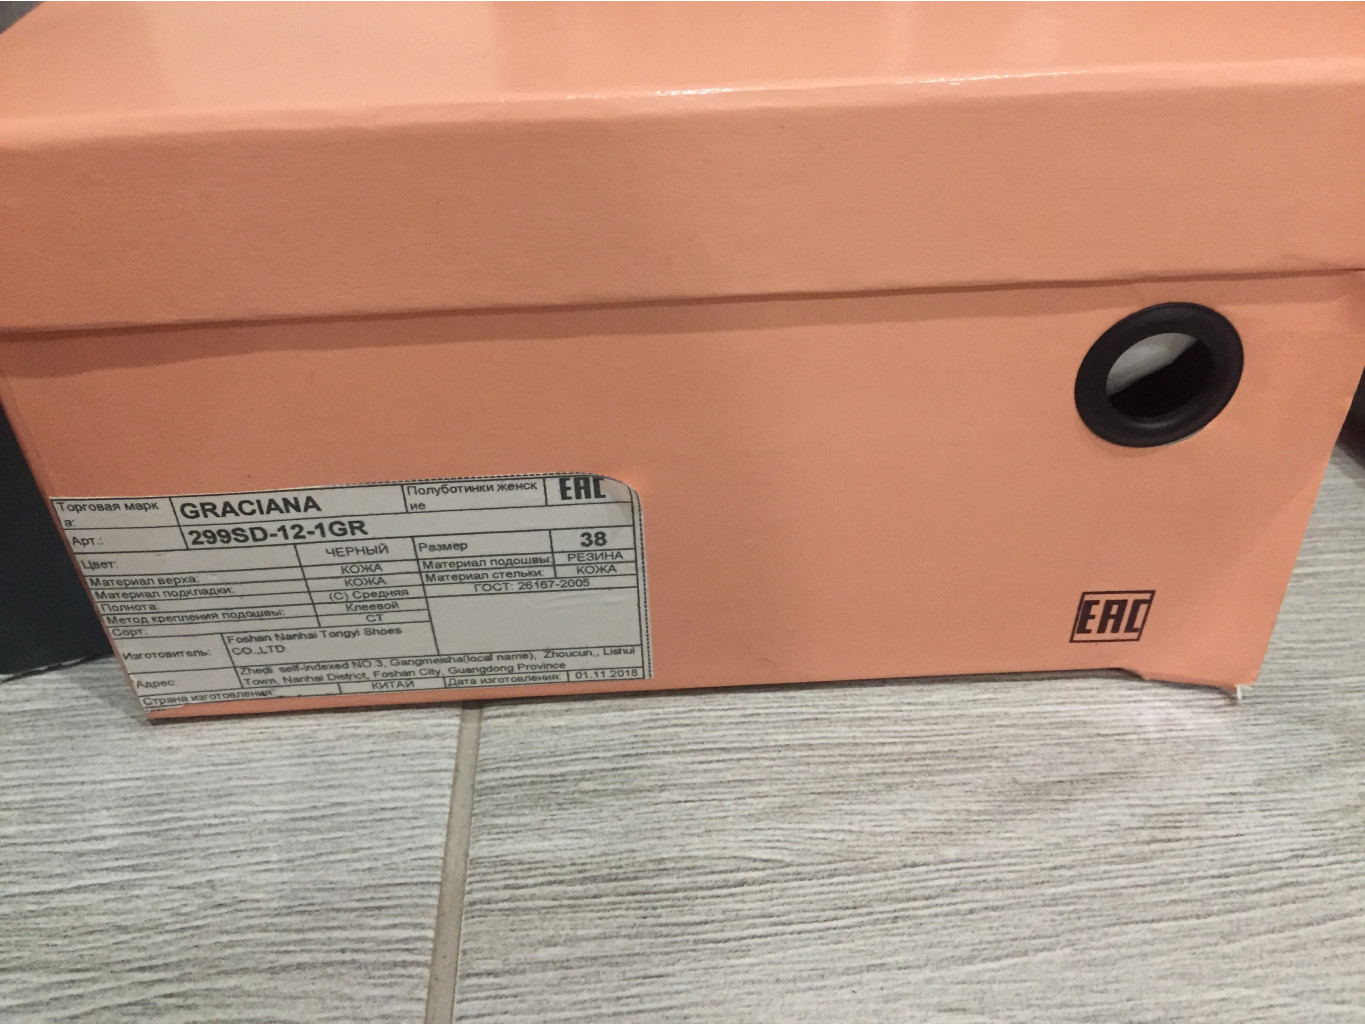 Торговая марк
а:
GRACIANA
Полуботинки женск
ие
EAC
Арт.:
299SD-12-1GR
Цвет:
ЧЕРНЫЙ
Размер
38
Материал верха:
КОЖА
Материал подошвы:
РЕЗИНА
Материал подкладки:
КОЖА
Материал стельки:
КОЖА
Полнота:
(С) Средняя
ГОСТ: 26167-2005
Метод крепления подошвы:
Клеевой
Сорт:
СТ
Изготовитель:
Foshan Nanhai Tongyi Shoes
CO.,LTD
Адрес:
Zhedi self-indexed NO.3, Gangmeisha(local name), Zhoucun,, Lishui
Town, Nanhai District, Foshan City, Guangdong Province
Страна изготовления:
КИТАЙ
Дата изготовления:
01.11.2018
EAC